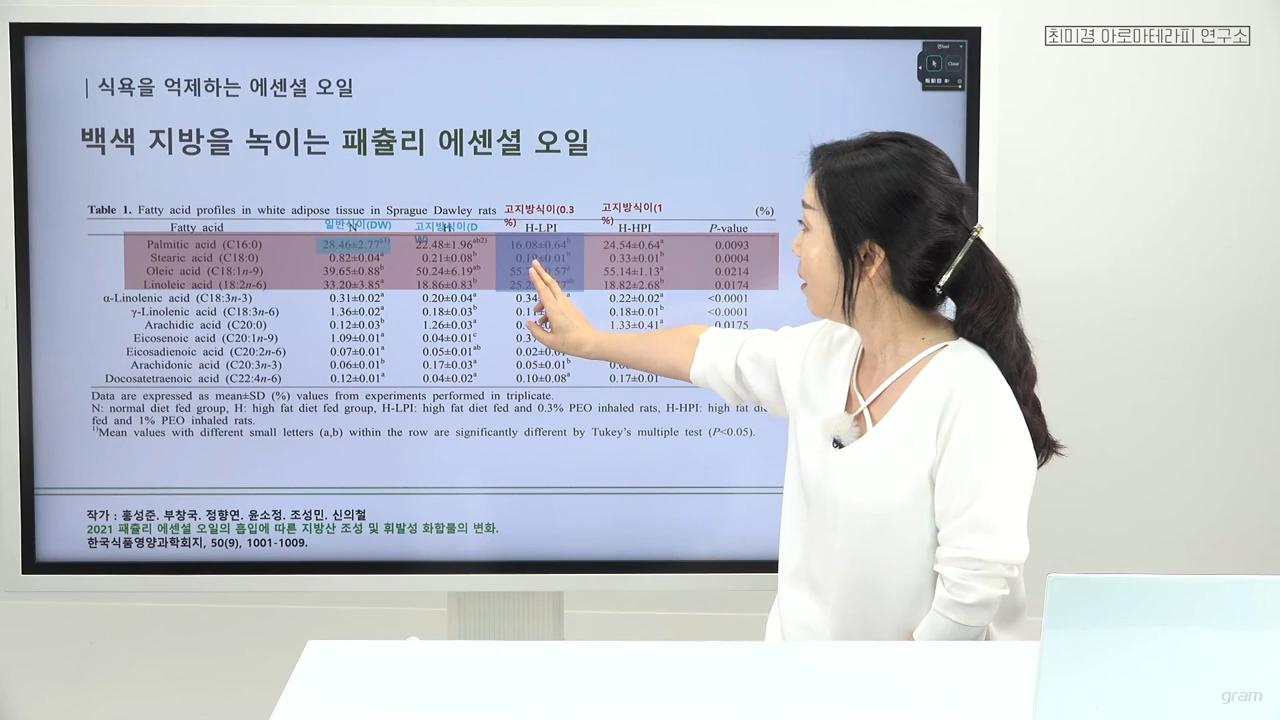 최미경 아로마테라피 연구소
| 식욕을 억제하는 에센셜 오일
백색 지방을 녹이는 패츌리 에센셜 오일
Table 1. Fatty acid profiles in white adipose tissue in Sprague Dawley rats (%)
일반식이(DW) 고지방식이(D 고지방식이(0.3%) 고지방식이(1%)
Fatty acid N H H-LPI H-HPI P-value
Palmitic acid (C16:0) 28.46±2.77a1) 22.48±1.96ab2) 16.08±0.64b 24.54±0.64a 0.0093
Stearic acid (C18:0) 0.82±0.04a 0.21±0.08b 0.33±0.01b 0.0004
Oleic acid (C18:1n-9) 39.65±0.88b 50.24±6.19ab 55.14±1.13a 0.0214
Linoleic acid (18:2n-6) 33.20±3.85a 18.86±0.83b 18.82±2.68b 0.0174
α-Linolenic acid (C18:3n-3) 0.31±0.02a 0.20±0.04a 0.22±0.02a <0.0001
γ-Linolenic acid (C18:3n-6) 1.36±0.02a 0.18±0.03b 0.18±0.01b <0.0001
Arachidic acid (C20:0) 0.12±0.03b 1.26±0.03a 1.33±0.41a 0.0175
Eicosenoic acid (C20:1n-9) 1.09±0.01a 0.04±0.01c
Eicosadienoic acid (C20:2n-6) 0.07±0.01a 0.05±0.01ab
Arachidonic acid (C20:3n-3) 0.06±0.01b 0.17±0.03a 0.05±0.01b
Docosatetraenoic acid (C22:4n-6) 0.12±0.01a 0.04±0.02a 0.10±0.08a 0.17±0.01
Data are expressed as mean±SD (%) values from experiments performed in triplicate.
N: normal diet fed group, H: high fat diet fed group, H-LPI: high fat diet fed and 0.3% PEO inhaled rats, H-HPI: high fat
fed and 1% PEO inhaled rats.
1)Mean values with different small letters (a,b) within the row are significantly different by Tukey's multiple test (P<0.05).
작가 : 홍성준, 부창국, 정향연, 윤소정, 조성민, 신의철
2021 패츌리 에센셜 오일의 흡입에 따른 지방산 조성 및 휘발성 화합물의 변화.
한국식품영양과학회지, 50(9), 1001-1009.
Clear
gram